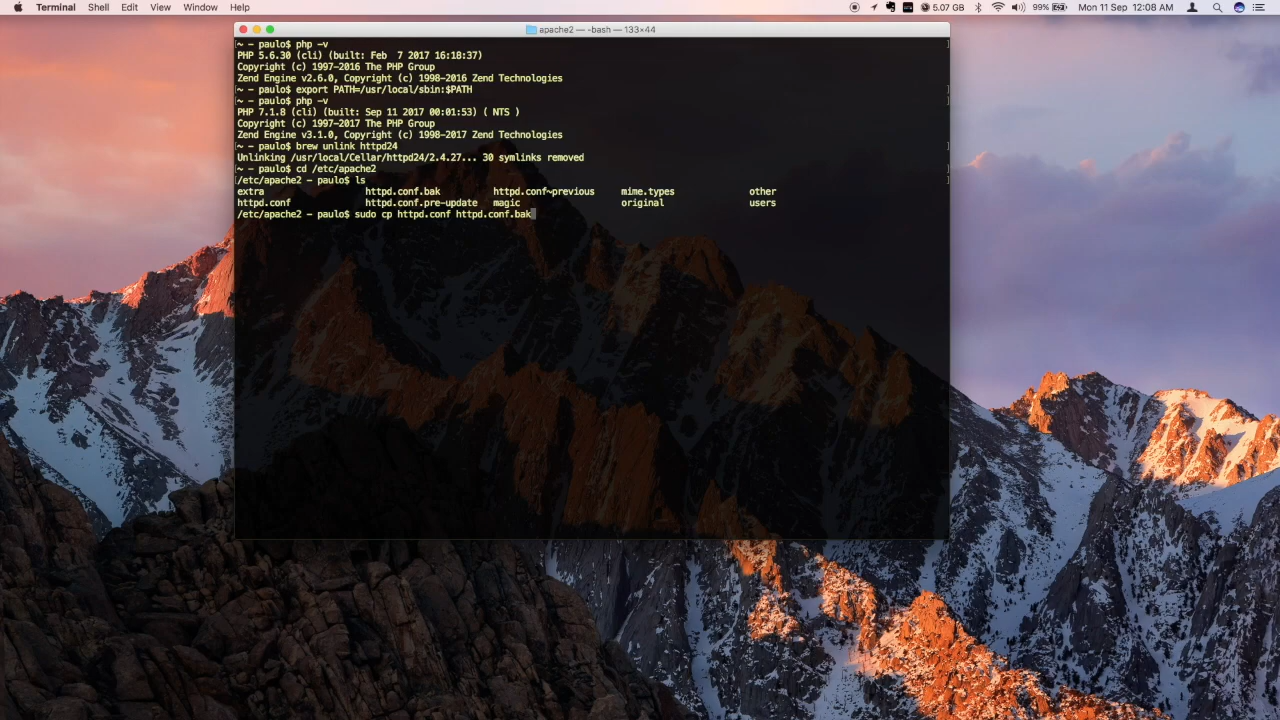 Terminal Shell Edit View Window Help 5.07 GB 99% Mon 11 Sep 12:08 AM
apache2 — -bash — 133×44
[~ - paulo$ php -v ]
PHP 5.6.30 (cli) (built: Feb  7 2017 16:18:37)
Copyright (c) 1997-2016 The PHP Group
Zend Engine v2.6.0, Copyright (c) 1998-2016 Zend Technologies
[~ - paulo$ export PATH=/usr/local/sbin:$PATH ]
[~ - paulo$ php -v ]
PHP 7.1.8 (cli) (built: Sep 11 2017 00:01:53) ( NTS )
Copyright (c) 1997-2017 The PHP Group
Zend Engine v3.1.0, Copyright (c) 1998-2017 Zend Technologies
[~ - paulo$ brew unlink httpd24 ]
Unlinking /usr/local/Cellar/httpd24/2.4.27... 30 symlinks removed
[~ - paulo$ cd /etc/apache2 ]
[/etc/apache2 - paulo$ ls ]
extra httpd.conf.bak httpd.conf~previous mime.types other
httpd.conf httpd.conf.pre-update magic original users
/etc/apache2 - paulo$ sudo cp httpd.conf httpd.conf.bak